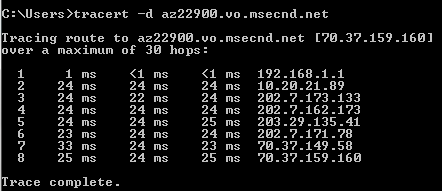 C:\Users>tracert -d az22900.vo.msecnd.net
Tracing route to az22900.vo.msecnd.net [70.37.159.160]
over a maximum of 30 hops:
1 1 ms <1 ms <1 ms 192.168.1.1
2 24 ms 24 ms 24 ms 10.20.21.89
3 24 ms 22 ms 24 ms 202.7.173.133
4 24 ms 24 ms 24 ms 202.7.162.173
5 24 ms 24 ms 25 ms 203.29.135.41
6 23 ms 24 ms 24 ms 202.7.171.78
7 33 ms 24 ms 23 ms 70.37.149.58
8 25 ms 24 ms 25 ms 70.37.159.160
Trace complete.